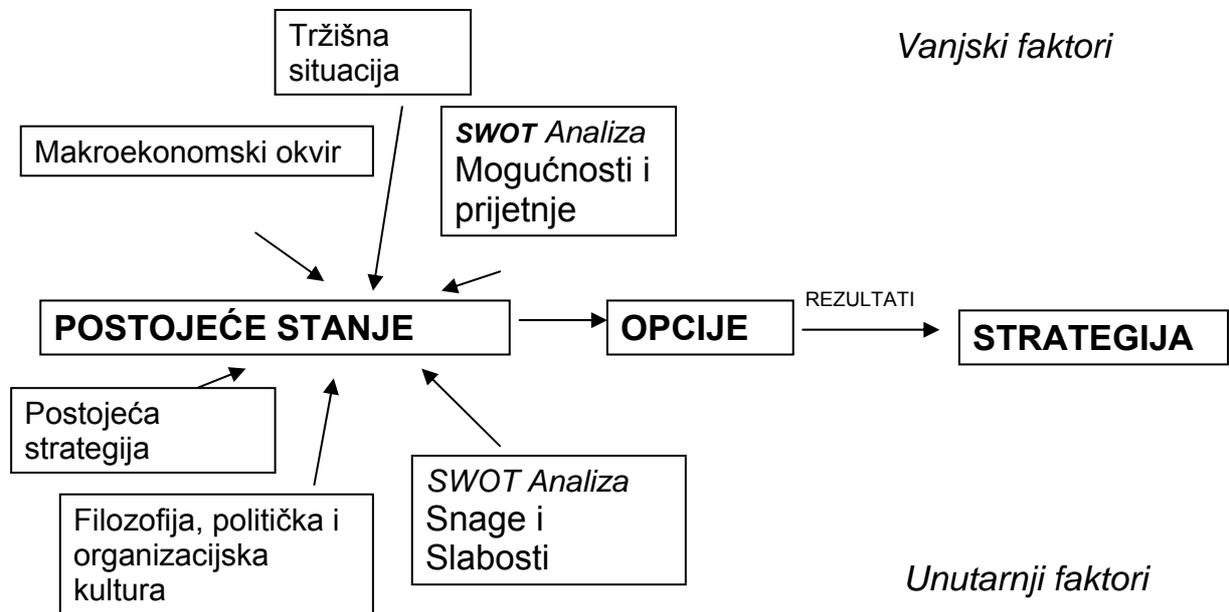 Tržišna
situacija
Vanjski faktori
Makroekonomski okvir
SWOT Analiza
Mogućnosti i
prijetnje
POSTOJEĆE STANJE
OPCIJE
REZULTATI
STRATEGIJA
Postojeća
strategija
Filozofija, politička i
organizacijska
kultura
SWOT Analiza
Snage i
Slabosti
Unutarnji faktori